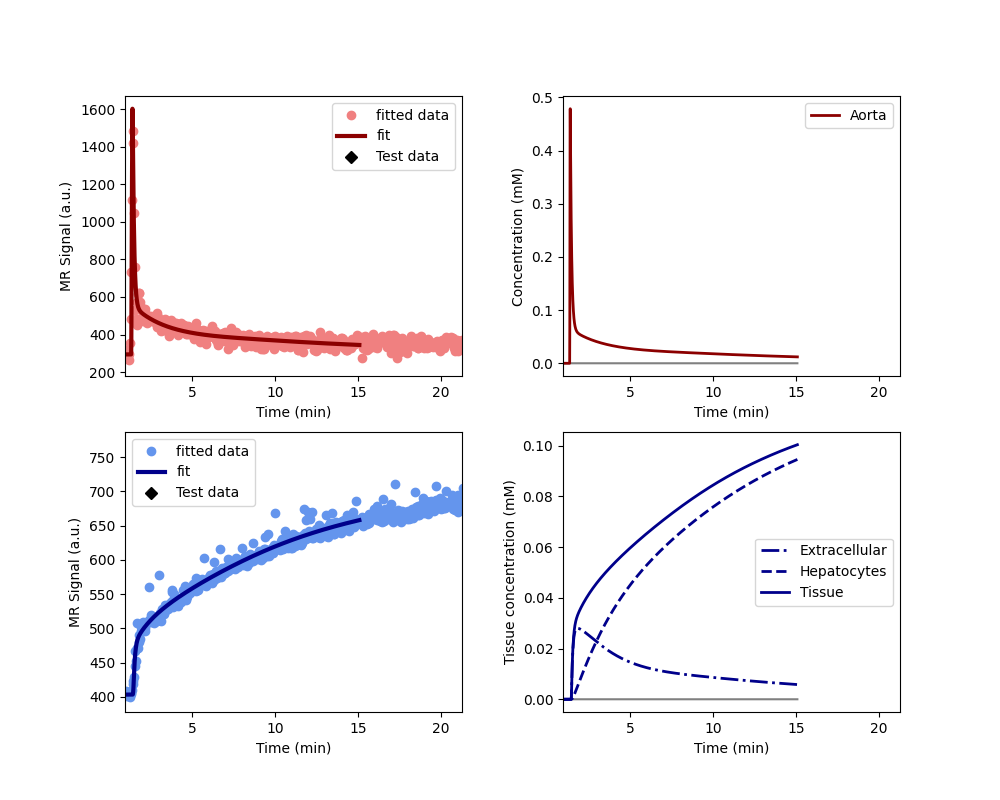 1600
1400
1200
1000
800
600
400
200
MR Signal (a.u.)
5
10
15
20
Time (min)
fitted data
fit
Test data
0.5
0.4
0.3
0.2
0.1
0.0
Concentration (mM)
5
10
15
20
Time (min)
Aorta
750
700
650
600
550
500
450
400
MR Signal (a.u.)
5
10
15
20
Time (min)
fitted data
fit
Test data
0.10
0.08
0.06
0.04
0.02
0.00
Tissue concentration (mM)
5
10
15
20
Time (min)
Extracellular
Hepatocytes
Tissue